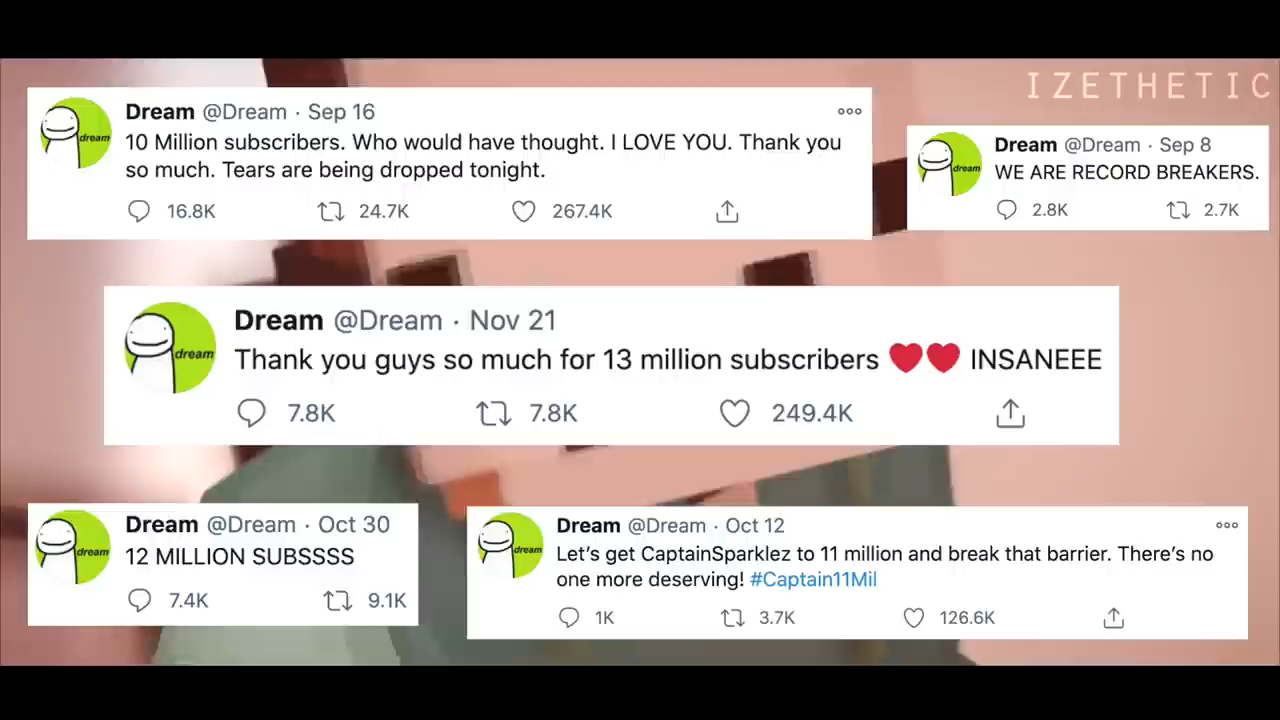 IZETHETIC
Dream @Dream · Sep 16
10 Million subscribers. Who would have thought. I LOVE YOU. Thank you
so much. Tears are being dropped tonight.
16.8K 24.7K 267.4K
dream
Dream @Dream · Sep 8
WE ARE RECORD BREAKERS.
2.8K 2.7K
dream
Dream @Dream · Nov 21
Thank you guys so much for 13 million subscribers ❤️❤️ INSANEEE
7.8K 7.8K 249.4K
dream
Dream @Dream · Oct 30
12 MILLION SUBSSSS
7.4K 9.1K
dream
Dream @Dream · Oct 12
Let’s get CaptainSparklez to 11 million and break that barrier. There’s no
one more deserving! #Captain11Mil
1K 3.7K 126.6K
dream